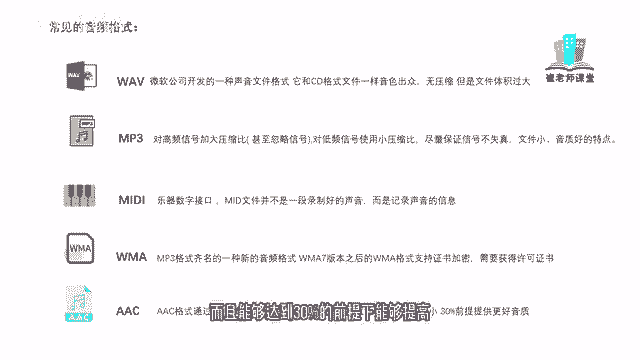 常见的音频格式:
崔老师课堂
WAV 微软公司开发的一种声音文件格式 它和CD格式文件一样音色出众, 无压缩 但是文件体积过大
MP3 对高频信号加大压缩比( 甚至忽略信号),对低频信号使用小压缩比, 尽量保证信号不失真, 文件小、音质好的特点。
MIDI 乐器数字接口 , MID文件并不是一段录制好的声音, 而是记录声音的信息
WMA
WMA MP3格式齐名的一种新的音频格式 WMA7版本之后的WMA格式支持证书加密, 需要获得许可证书
AAC AAC格式通过 小 30%前提提供更好音质
而且能够达到30%的前提下能够提高